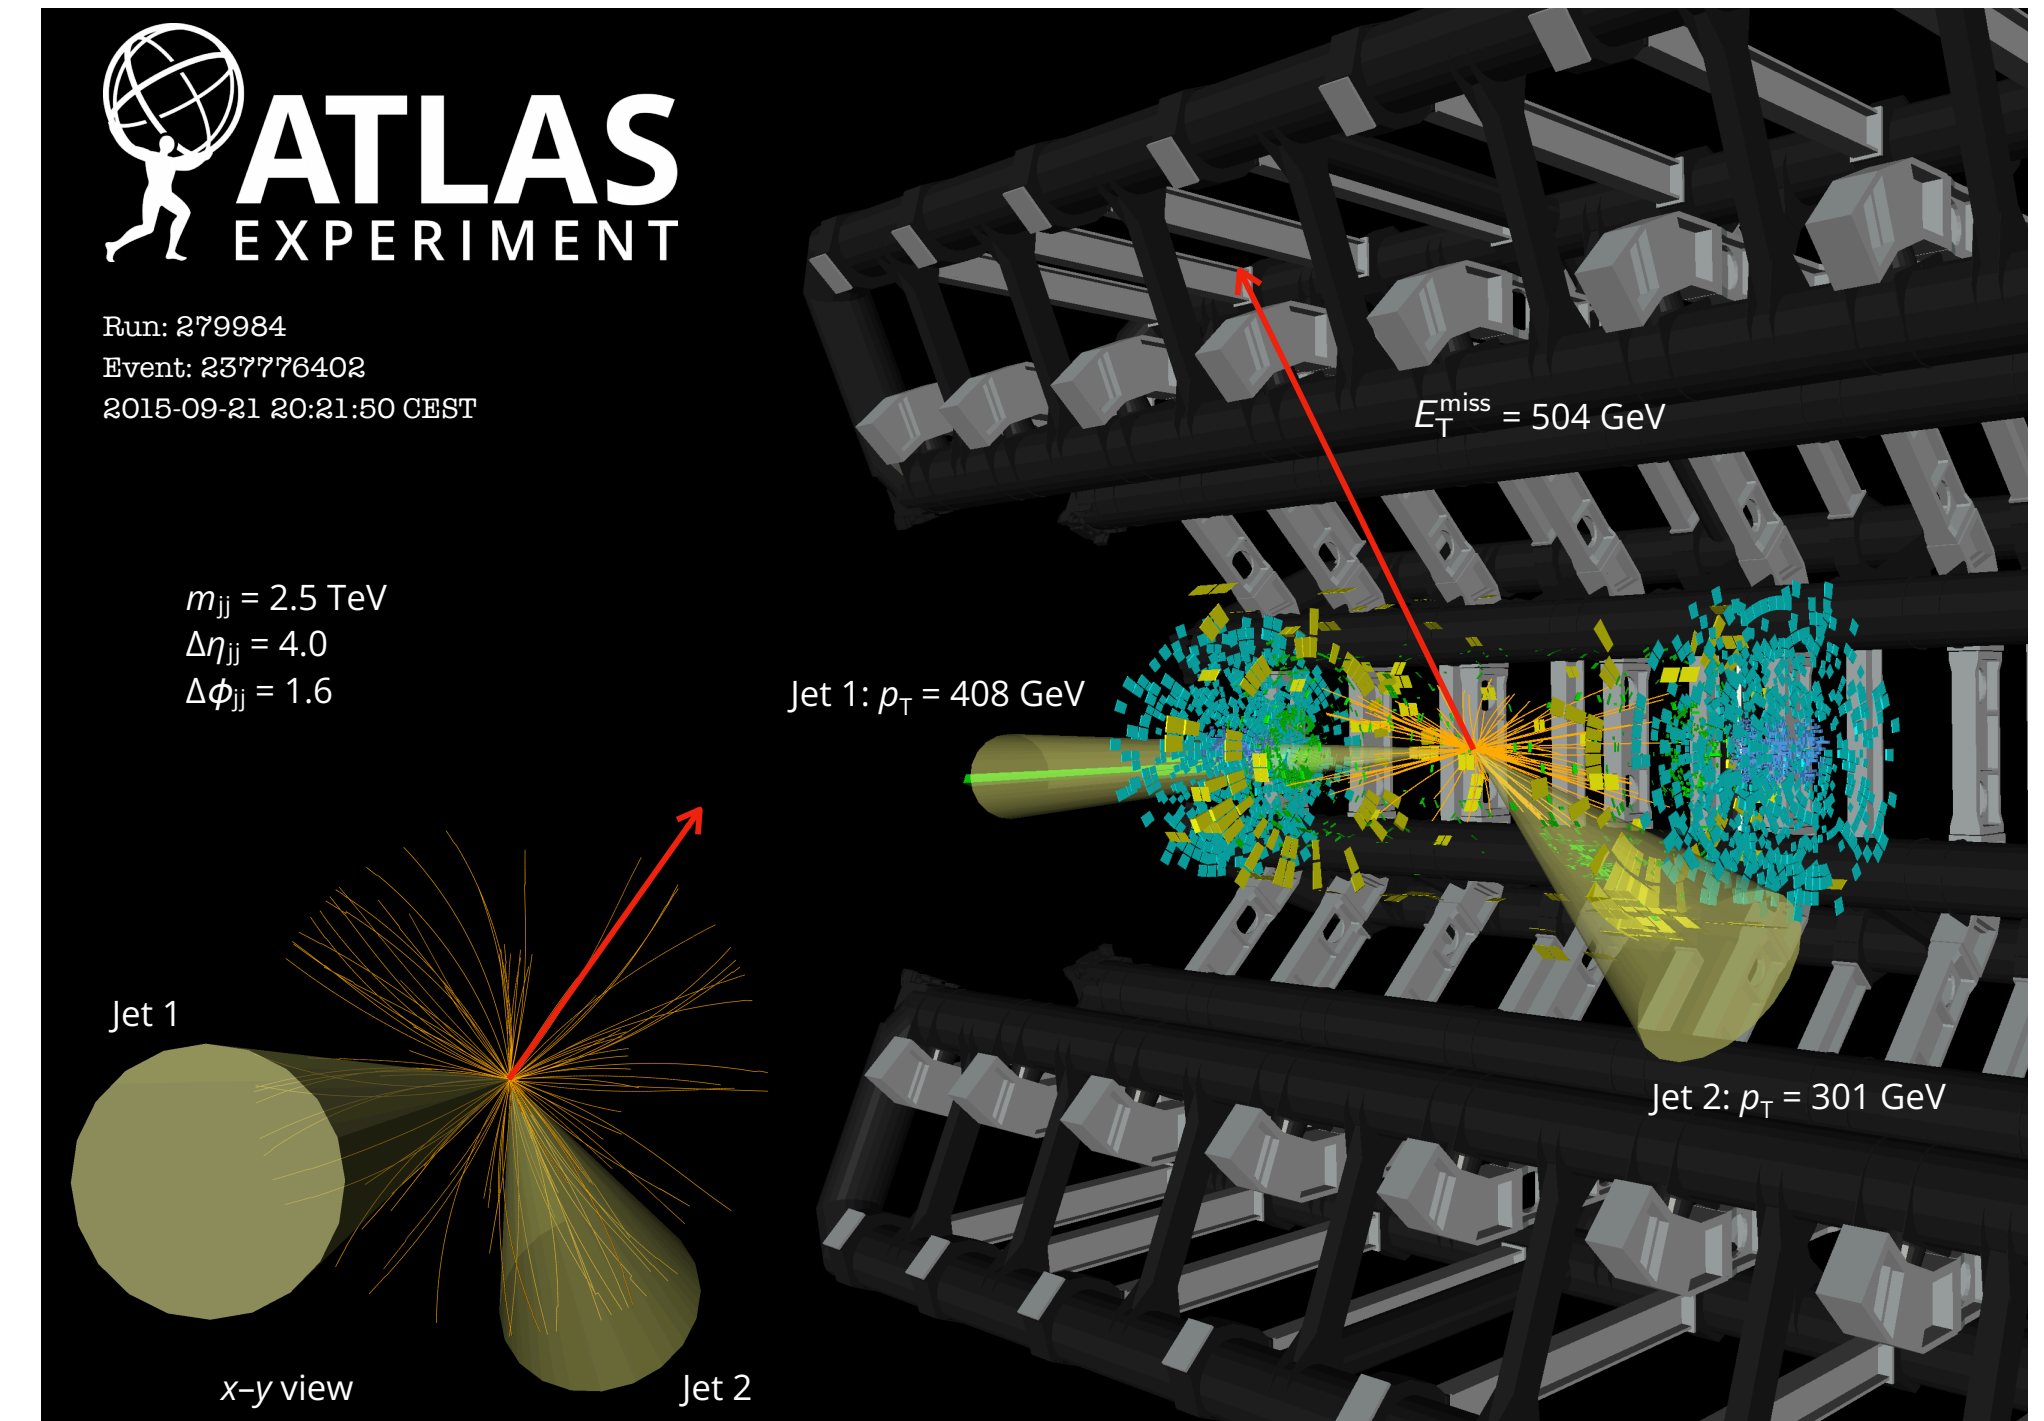 ATLAS
EXPERIMENT
Run: 279984
Event: 237776402
2015-09-21 20:21:50 CEST
E_T^miss = 504 GeV
m_jj = 2.5 TeV
Δη_jj = 4.0
Δϕ_jj = 1.6
Jet 1: p_T = 408 GeV
Jet 1
Jet 2: p_T = 301 GeV
x–y view
Jet 2